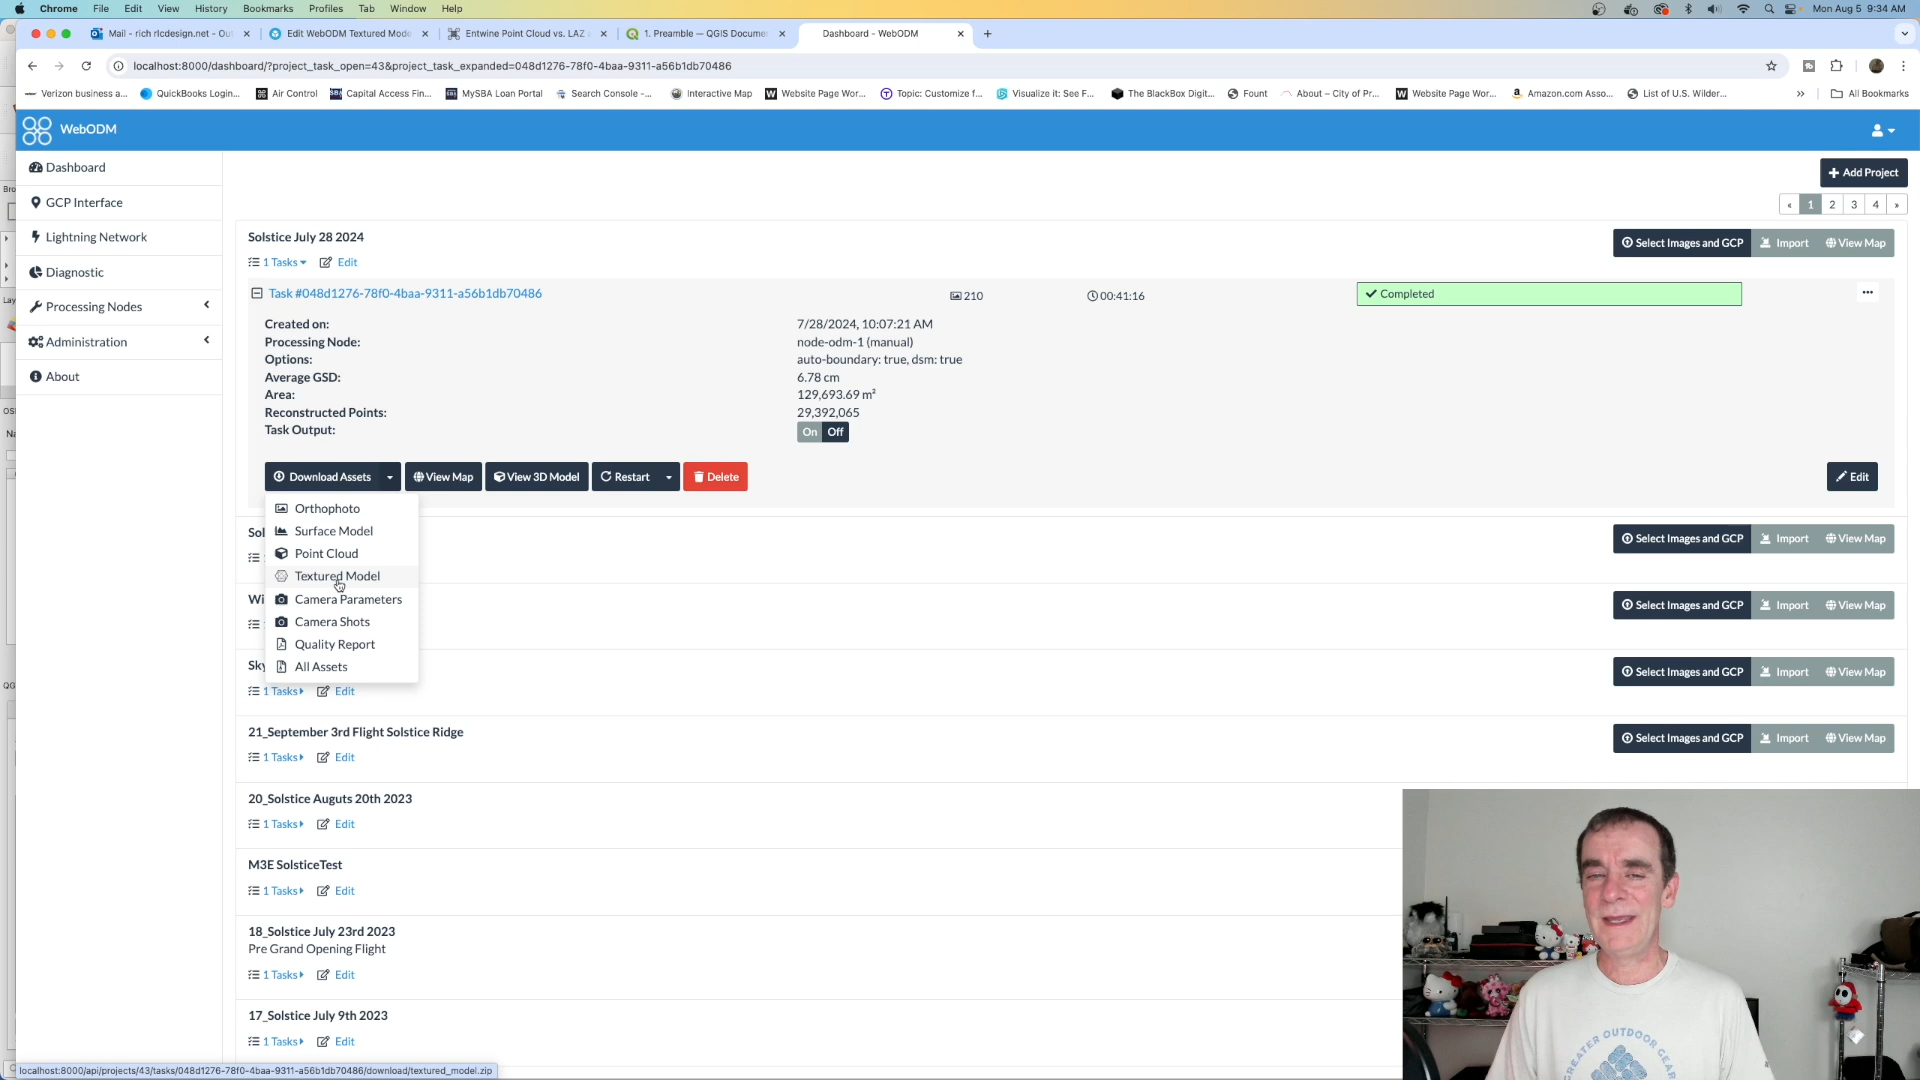 Chrome File Edit View History Bookmarks Profiles Tab Window Help Mon Aug 5 9:34 AM
Mail - rich rlcdesign.net - Out Edit WebODM Textured Mode Entwine Point Cloud vs. LAZ 1. Preamble — QGIS Docume Dashboard - WebODM
localhost:8000/dashboard/?project_task_open=43&project_task_expanded=048d1276-78f0-4baa-9311-a56b1db70486
Verizon business a... QuickBooks Login... Air Control Capital Access Fin... MySBA Loan Portal Search Console -... Interactive Map Website Page Wor... Topic: Customize f... Visualize it: See F... The BlackBox Digit... Fount About – City of Pr... Website Page Wor... Amazon.com Asso... List of U.S. Wilder... » All Bookmarks
WebODM
Dashboard
GCP Interface
Lightning Network
Diagnostic
Processing Nodes
Administration
About
Add Project
« 1 2 3 4 »
Solstice July 28 2024
1 Tasks Edit
Select Images and GCP Import View Map
Task #048d1276-78f0-4baa-9311-a56b1db70486 210 00:41:16 Completed
Created on: 7/28/2024, 10:07:21 AM
Processing Node: node-odm-1 (manual)
Options: auto-boundary: true, dsm: true
Average GSD: 6.78 cm
Area: 129,693.69 m²
Reconstructed Points: 29,392,065
Task Output: On Off
Download Assets View Map View 3D Model Restart Delete Edit
Orthophoto
Surface Model
Point Cloud
Textured Model
Camera Parameters
Camera Shots
Quality Report
All Assets
Sol
Select Images and GCP Import View Map
Wi
Select Images and GCP Import View Map
Sky
Select Images and GCP Import View Map
1 Tasks Edit
21_September 3rd Flight Solstice Ridge
Select Images and GCP Import View Map
1 Tasks Edit
20_Solstice Auguts 20th 2023
1 Tasks Edit
M3E SolsticeTest
1 Tasks Edit
18_Solstice July 23rd 2023
Pre Grand Opening Flight
1 Tasks Edit
17_Solstice July 9th 2023
1 Tasks Edit
localhost:8000/api/projects/43/tasks/048d1276-78f0-4baa-9311-a56b1db70486/download/textured_model.zip
Bro
Lay
Na
QG
OUTDOOR